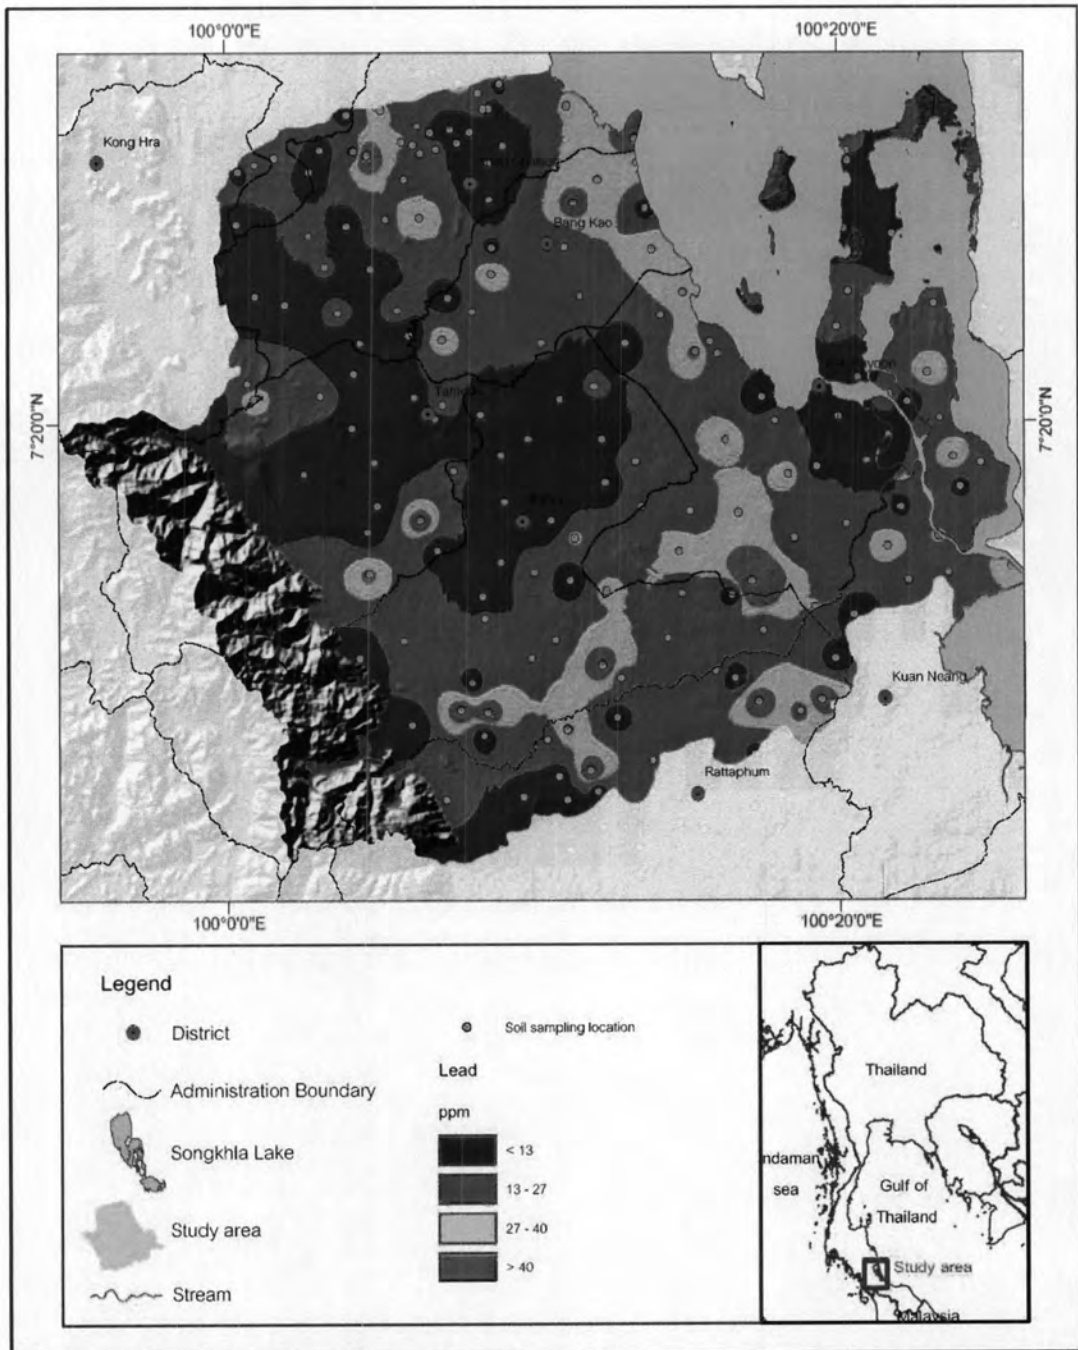 100°0'0"E
100°20'0"E
Kong Hra
Bang Kao
7°20'0"N
7°20'0"N
Kuan Neang
Rattaphum
100°0'0"E
100°20'0"E
Legend
District
Administration Boundary
Songkhla Lake
Study area
Stream
Soil sampling location
Lead
ppm
< 13
13 - 27
27 - 40
> 40
Thailand
ndaman
sea
Gulf of
Thailand
Study area
Malaysia